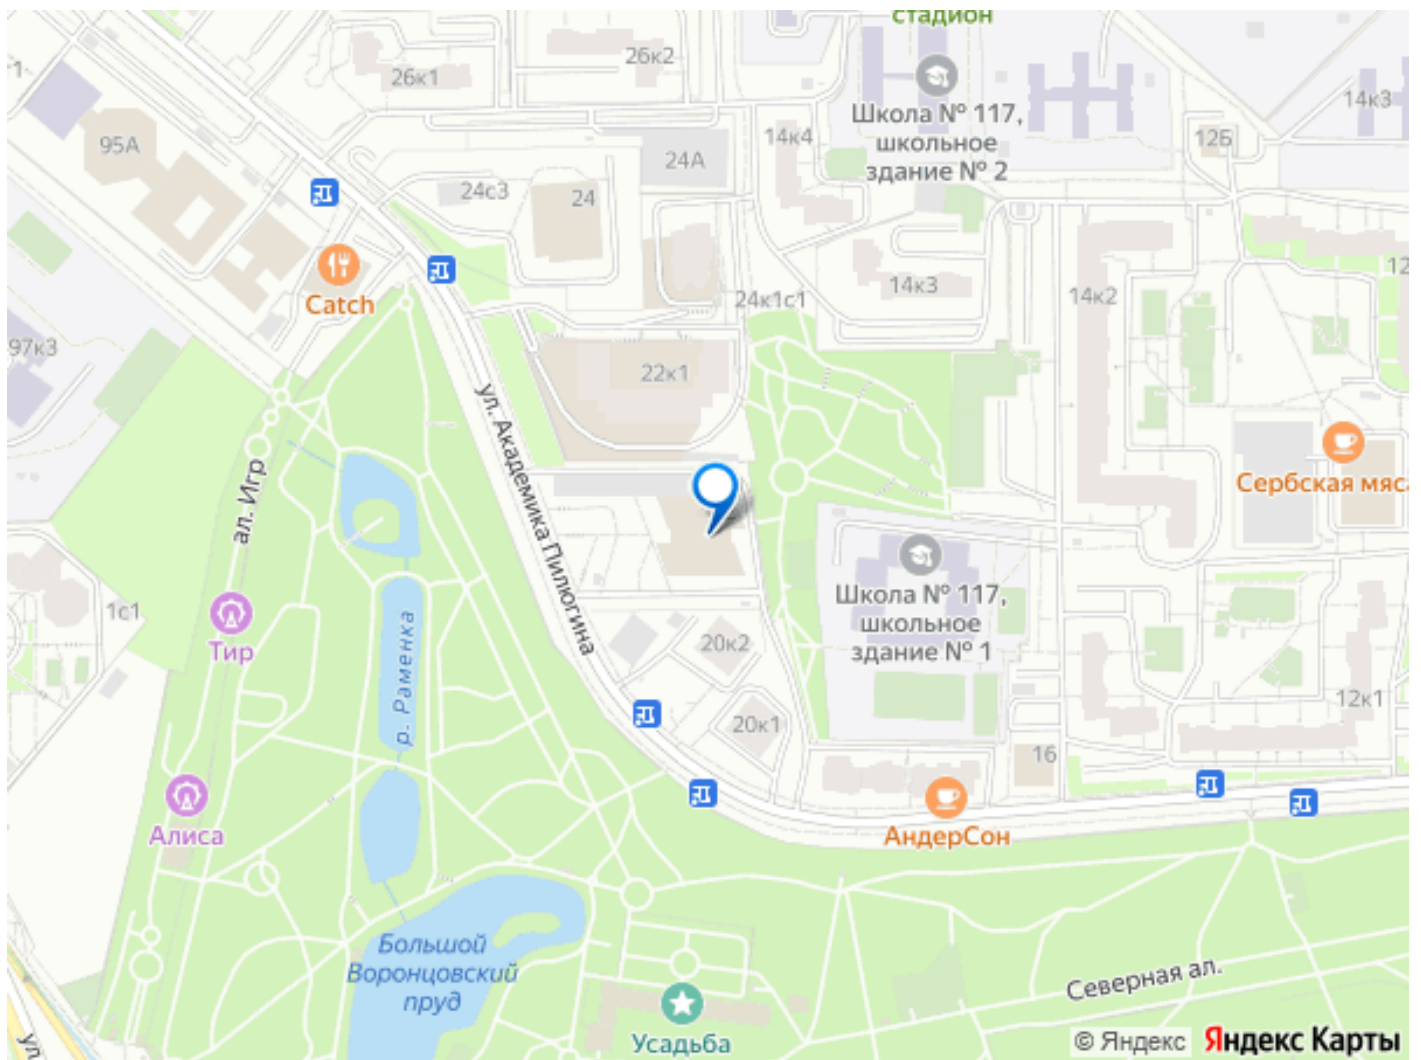 стадион
26к2
26к1
14к3
Школа № 117,
школьное
здание № 2
14к4
12Б
95А
24А
24с3
24
Catch
24к1с1
14к3
14к2
97к3
22к1
ул. Академика Пилюгина
ал. Игр
Сербская мяса
Школа № 117,
школьное
здание № 1
1с1
Тир
р. Раменка
20к2
20к1
12к1
16
Алиса
АндерСон
Большой
Воронцовский
пруд
Северная ал.
Усадьба
ул
© Яндекс Яндекс Карты